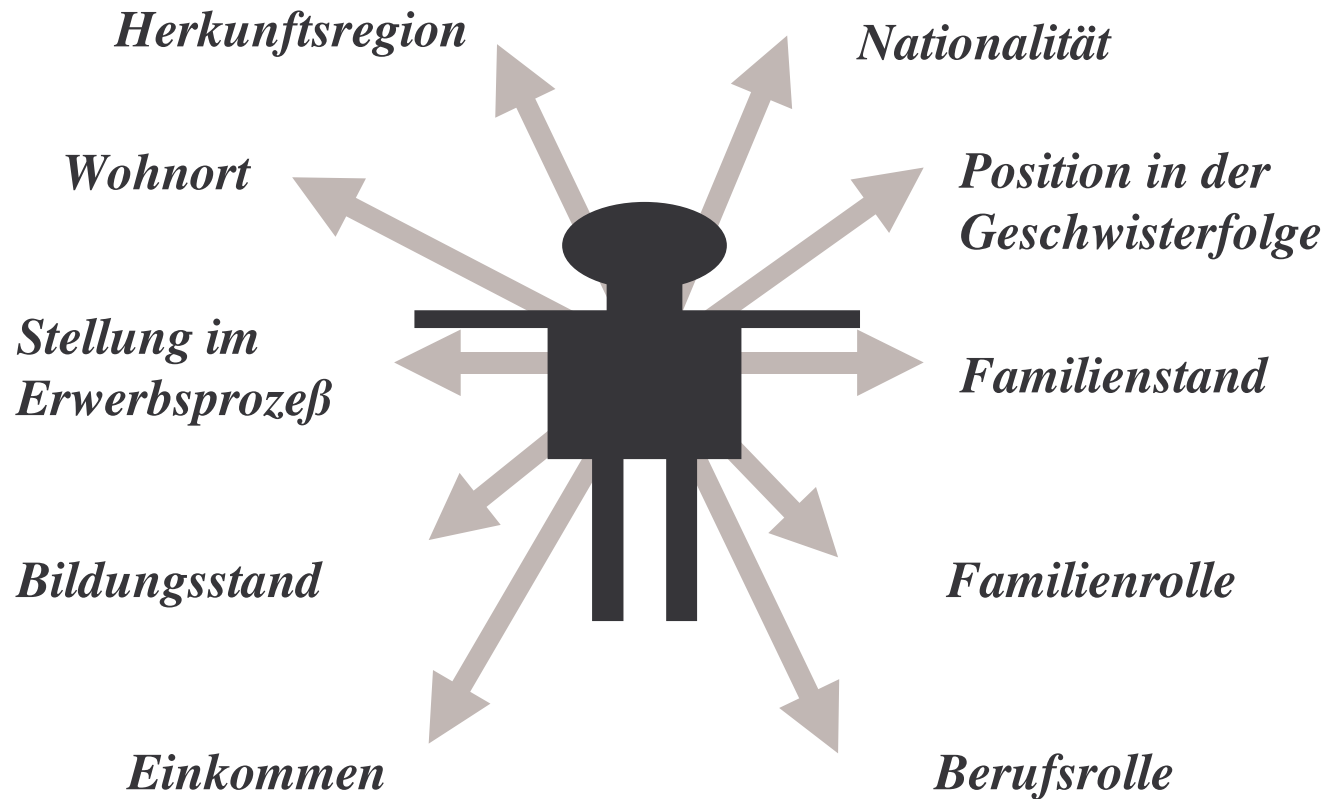 Herkunftsregion
Nationalität
Wohnort
Position in der
Geschwisterfolge
Stellung im
Erwerbsprozeß
Familienstand
Bildungsstand
Familienrolle
Einkommen
Berufsrolle